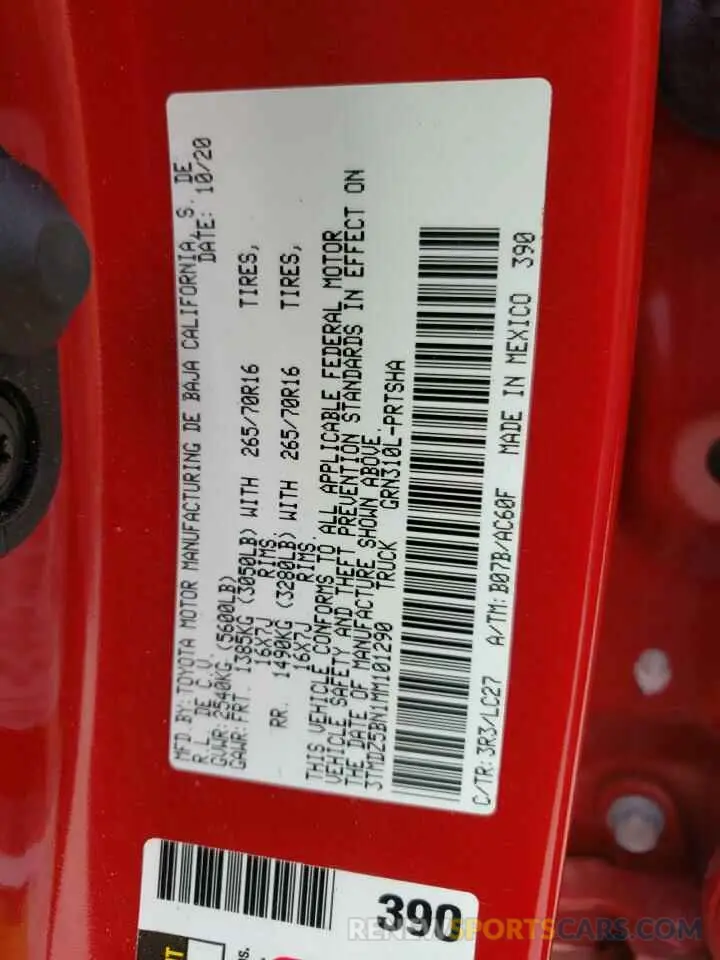 MFD BY: TOYOTA MOTOR MANUFACTURING DE BAJA CALIFORNIA, S. DE
R. L. DE C.V. DATE: 10/20
GVWR: 2540KG (5600LB)
GAWR: FRT. 1385KG (3050LB) WITH 265/70R16 TIRES,
16X7J RIMS.
RR. 1490KG (3280LB) WITH 265/70R16 TIRES,
16X7J RIMS.
THIS VEHICLE CONFORMS TO ALL APPLICABLE FEDERAL MOTOR
VEHICLE SAFETY AND THEFT PREVENTION STANDARDS IN EFFECT ON
THE DATE OF MANUFACTURE SHOWN ABOVE.
3TMDZ5BN1MM101290 TRUCK GRN310L-PRTSHA
C/TR: 3R3/LC27 A/TM: B07B/AC60F MADE IN MEXICO 390
390
RENEWSPORTSCARS.COM